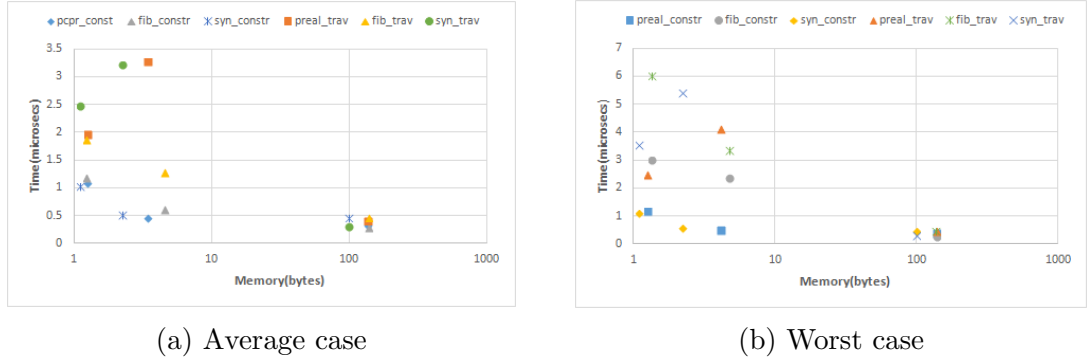 pcpr_const fib_constr syn_constr preal_trav fib_trav syn_trav
3.5
3
2.5
2
1.5
1
0.5
0
Time(microsecs)
1 10 100 1000
Memory(bytes)
(a) Average case
preal_constr fib_constr syn_constr preal_trav fib_trav syn_trav
7
6
5
4
3
2
1
0
Time(microsecs)
1 10 100 1000
Memory(bytes)
(b) Worst case